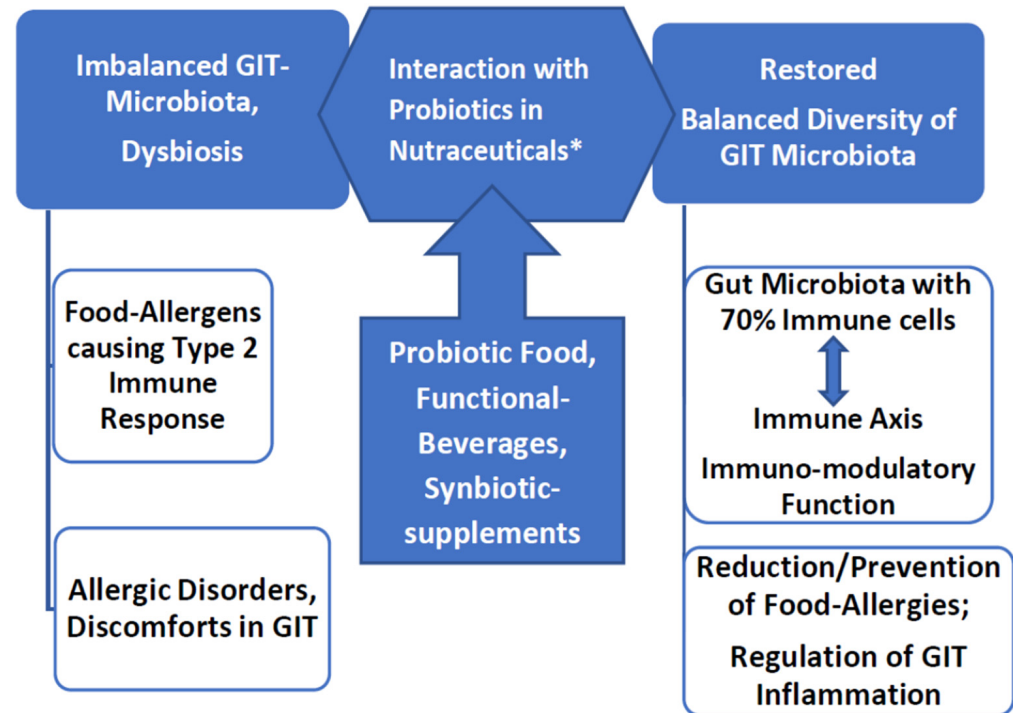 Imbalanced GIT-
Microbiota,
Dysbiosis
Interaction with
Probiotics in
Nutraceuticals*
Restored
Balanced Diversity of
GIT Microbiota
Food-Allergens
causing Type 2
Immune
Response
Allergic Disorders,
Discomforts in GIT
Probiotic Food,
Functional-
Beverages,
Synbiotic-
supplements
Gut Microbiota with
70% Immune cells
Immune Axis
Immuno-modulatory
Function
Reduction/Prevention
of Food-Allergies;
Regulation of GIT
Inflammation